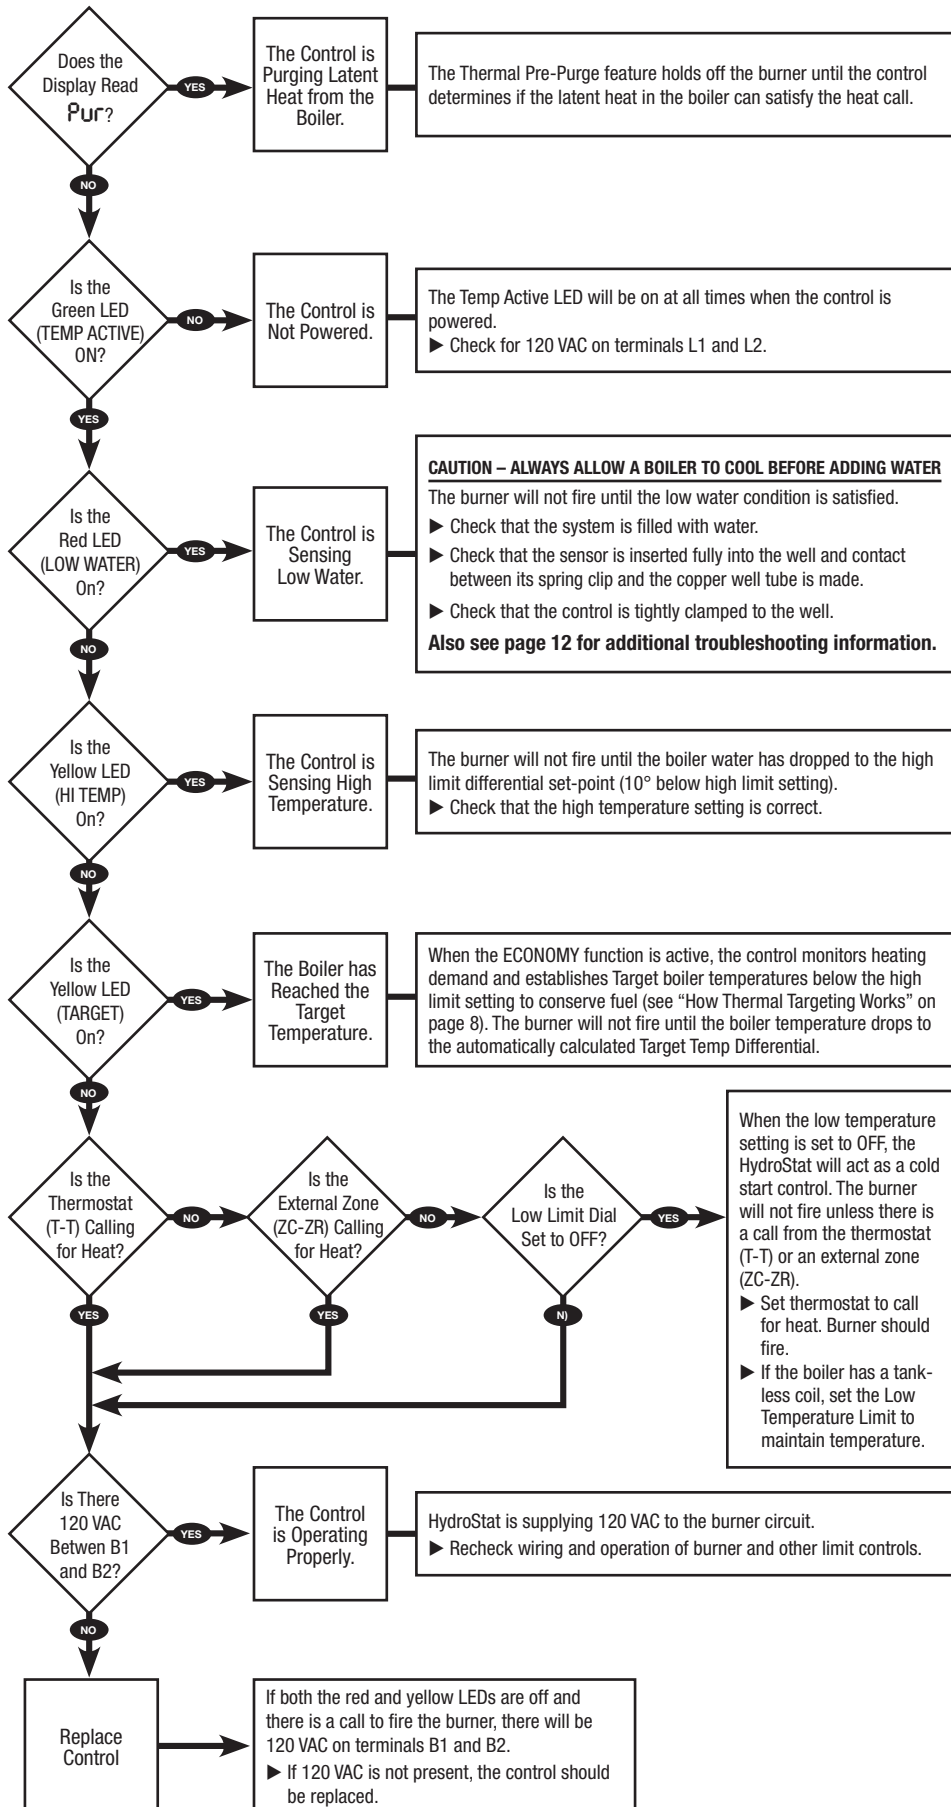 Does the
Display Read
Pur?
YES
The Control is
Purging Latent
Heat from the
Boiler.
The Thermal Pre-Purge feature holds off the burner until the control
determines if the latent heat in the boiler can satisfy the heat call.
NO
Is the
Green LED
(TEMP ACTIVE)
ON?
NO
The Control is
Not Powered.
The Temp Active LED will be on at all times when the control is
powered.
▶ Check for 120 VAC on terminals L1 and L2.
YES
Is the
Red LED
(LOW WATER)
On?
YES
The Control is
Sensing
Low Water.
CAUTION – ALWAYS ALLOW A BOILER TO COOL BEFORE ADDING WATER
The burner will not fire until the low water condition is satisfied.
▶ Check that the system is filled with water.
▶ Check that the sensor is inserted fully into the well and contact
between its spring clip and the copper well tube is made.
▶ Check that the control is tightly clamped to the well.
Also see page 12 for additional troubleshooting information.
NO
Is the
Yellow LED
(HI TEMP)
On?
YES
The Control is
Sensing High
Temperature.
The burner will not fire until the boiler water has dropped to the high
limit differential set-point (10° below high limit setting).
▶ Check that the high temperature setting is correct.
NO
Is the
Yellow LED
(TARGET)
On?
YES
The Boiler has
Reached the
Target
Temperature.
When the ECONOMY function is active, the control monitors heating
demand and establishes Target boiler temperatures below the high
limit setting to conserve fuel (see “How Thermal Targeting Works” on
page 8). The burner will not fire until the boiler temperature drops to
the automatically calculated Target Temp Differential.
NO
Is the
Thermostat
(T-T) Calling
for Heat?
NO
Is the
External Zone
(ZC-ZR) Calling
for Heat?
NO
Is the
Low Limit Dial
Set to OFF?
YES
When the low temperature
setting is set to OFF, the
HydroStat will act as a cold
start control. The burner
will not fire unless there is
a call from the thermostat
(T-T) or an external zone
(ZC-ZR).
▶ Set thermostat to call
for heat. Burner should
fire.
▶ If the boiler has a tank-
less coil, set the Low
Temperature Limit to
maintain temperature.
YES
YES
N)
Is There
120 VAC
Betwen B1
and B2?
YES
The Control
is Operating
Properly.
HydroStat is supplying 120 VAC to the burner circuit.
▶ Recheck wiring and operation of burner and other limit controls.
NO
Replace
Control
If both the red and yellow LEDs are off and
there is a call to fire the burner, there will be
120 VAC on terminals B1 and B2.
▶ If 120 VAC is not present, the control should
be replaced.